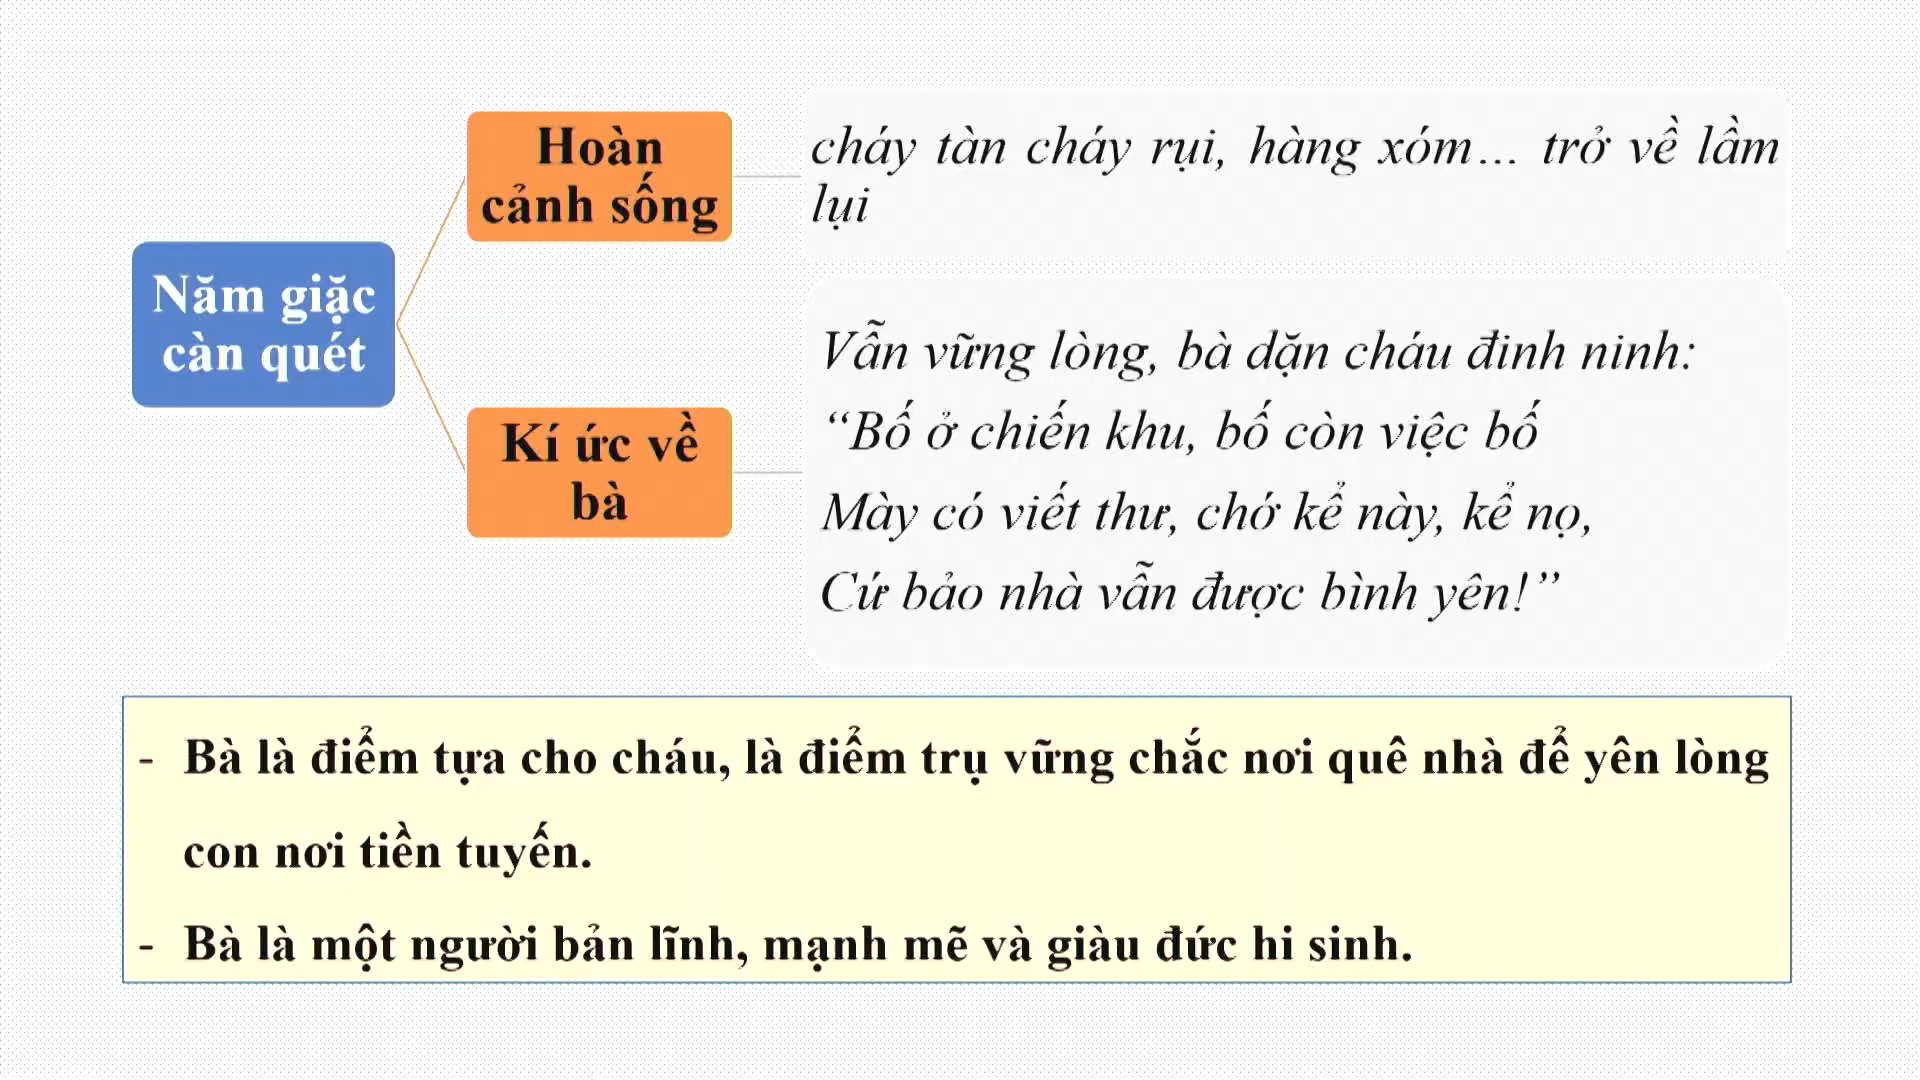 Năm giặc
càn quét
Hoàn
cảnh sống
cháy tàn cháy rụi, hàng xóm... trở về lầm
lụi
Kí ức về
bà
Vẫn vững lòng, bà dặn cháu đinh ninh:
“Bố ở chiến khu, bố còn việc bố
Mày có viết thư, chớ kể này, kể nọ,
Cứ bảo nhà vẫn được bình yên!”
- Bà là điểm tựa cho cháu, là điểm trụ vững chắc nơi quê nhà để yên lòng
con nơi tiền tuyến.
- Bà là một người bản lĩnh, mạnh mẽ và giàu đức hi sinh.